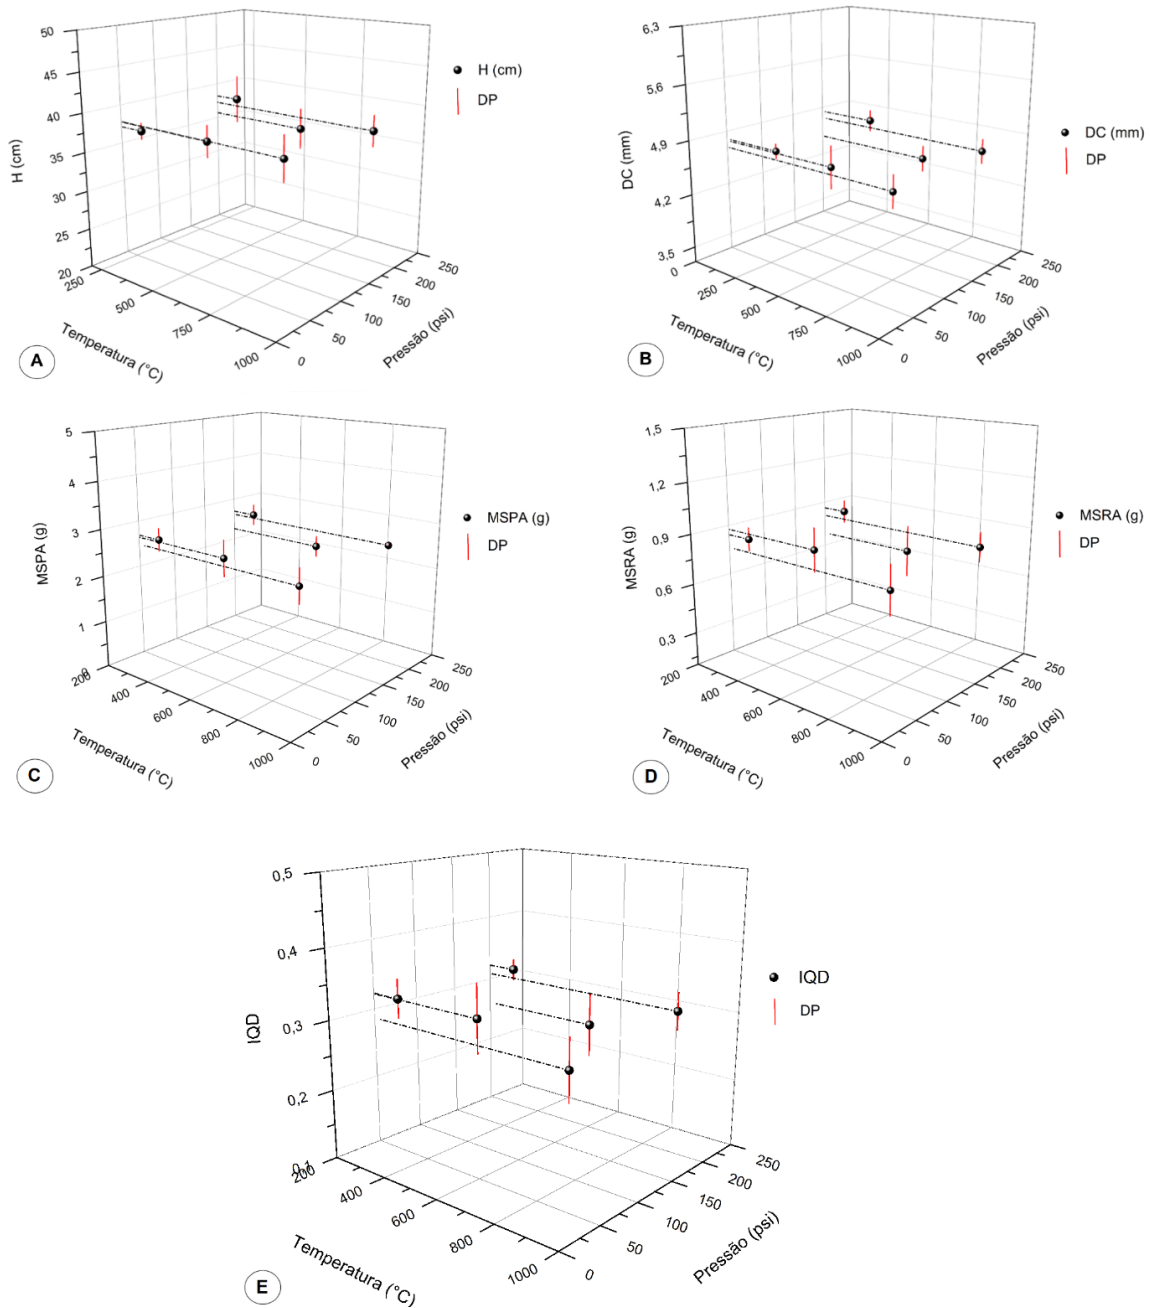 50
45
40
35
30
25
20
H (cm)
250
500
750
1000
Temperatura (°C)
0
50
100
150
200
250
Pressão (psi)
H (cm)
DP
A
6,3
5,6
4,9
4,2
3,5
DC (mm)
0
250
500
750
1000
Temperatura (°C)
0
50
100
150
200
250
Pressão (psi)
DC (mm)
DP
B
5
4
3
2
1
0
MSPA (g)
200
400
600
800
1000
Temperatura (°C)
0
50
100
150
200
250
Pressão (psi)
MSPA (g)
DP
C
1,5
1,2
0,9
0,6
0,3
MSRA (g)
200
400
600
800
1000
Temperatura (°C)
0
50
100
150
200
250
Pressão (psi)
MSRA (g)
DP
D
0,5
0,4
0,3
0,2
0,1
IQD
200
400
600
800
1000
Temperatura (°C)
0
50
100
150
200
250
Pressão (psi)
IQD
DP
E